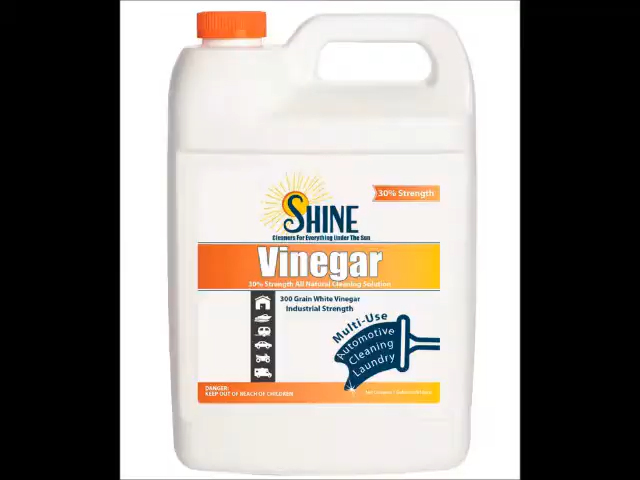 30% Strength
SHINE
Cleaners For Everything Under The Sun
Vinegar
30% Strength All Natural Cleaning Solution
300 Grain White Vinegar
Industrial Strength
Multi-Use
Automotive
Cleaning
Laundry
DANGER:
KEEP OUT OF REACH OF CHILDREN